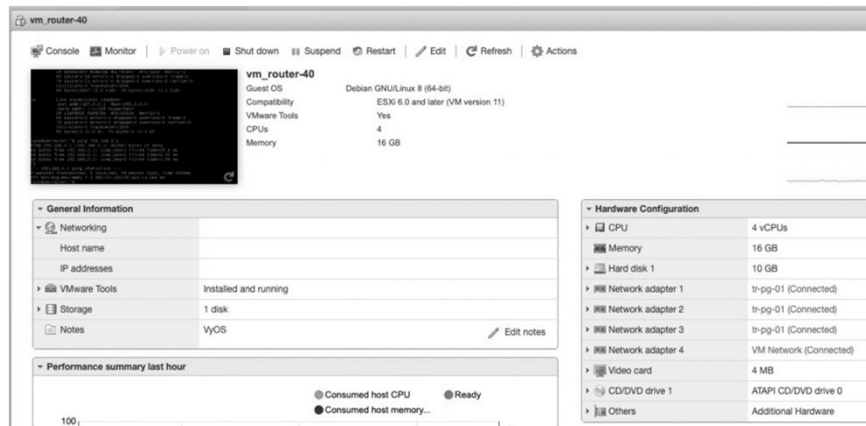 vm_router-40
Console Monitor Power on Shut down Suspend Restart Edit Refresh Actions
vm_router-40
Guest OS Debian GNU/Linux 8 (64-bit)
Compatibility ESXi 6.0 and later (VM version 11)
VMware Tools Yes
CPUs 4
Memory 16 GB
General Information
Networking
Host name
IP addresses
VMware Tools Installed and running
Storage 1 disk
Notes VyOS Edit notes
Performance summary last hour
Consumed host CPU Ready
Consumed host memory...
100
Hardware Configuration
CPU 4 vCPUs
Memory 16 GB
Hard disk 1 10 GB
Network adapter 1 tr-pg-01 (Connected)
Network adapter 2 tr-pg-01 (Connected)
Network adapter 3 tr-pg-01 (Connected)
Network adapter 4 VM Network (Connected)
Video card 4 MB
CD/DVD drive 1 ATAPI CD/DVD drive 0
Others Additional Hardware